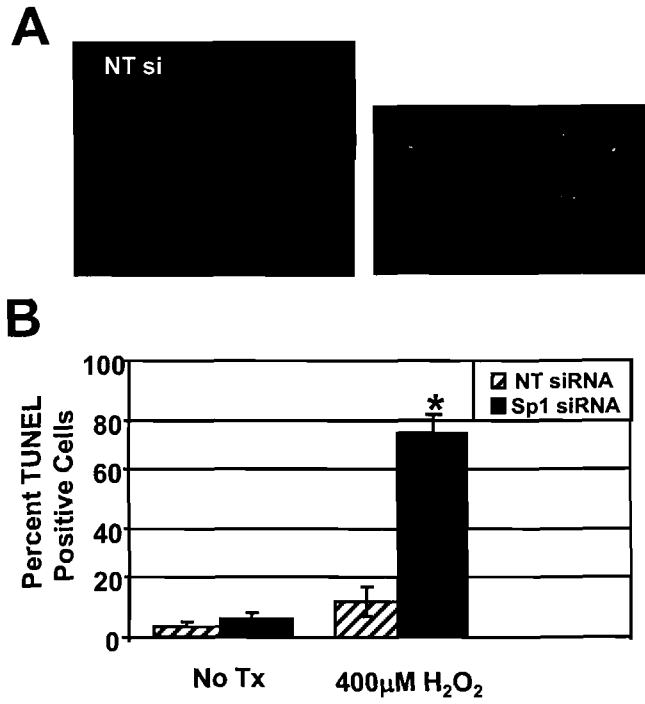 A
NT si
B
Percent TUNEL
Positive Cells
100
80
60
40
20
0
NT siRNA
Sp1 siRNA
*
No Tx
400μM H₂O₂